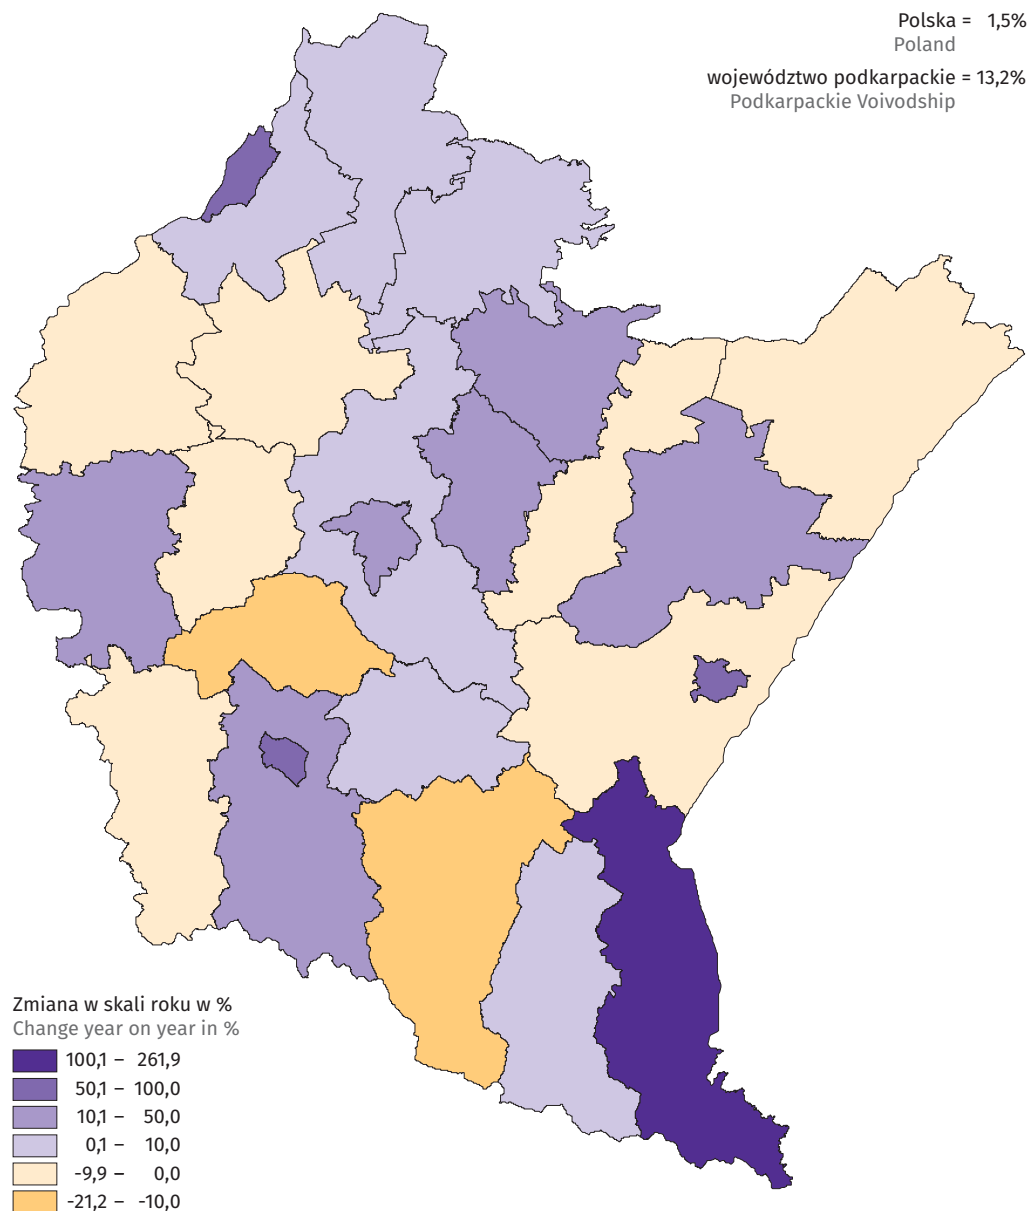 Polska = 1,5%
Poland
województwo podkarpackie = 13,2%
Podkarpackie Voivodship
Zmiana w skali roku w %
Change year on year in %
100,1 – 261,9
50,1 – 100,0
10,1 – 50,0
0,1 – 10,0
-9,9 – 0,0
-21,2 – -10,0